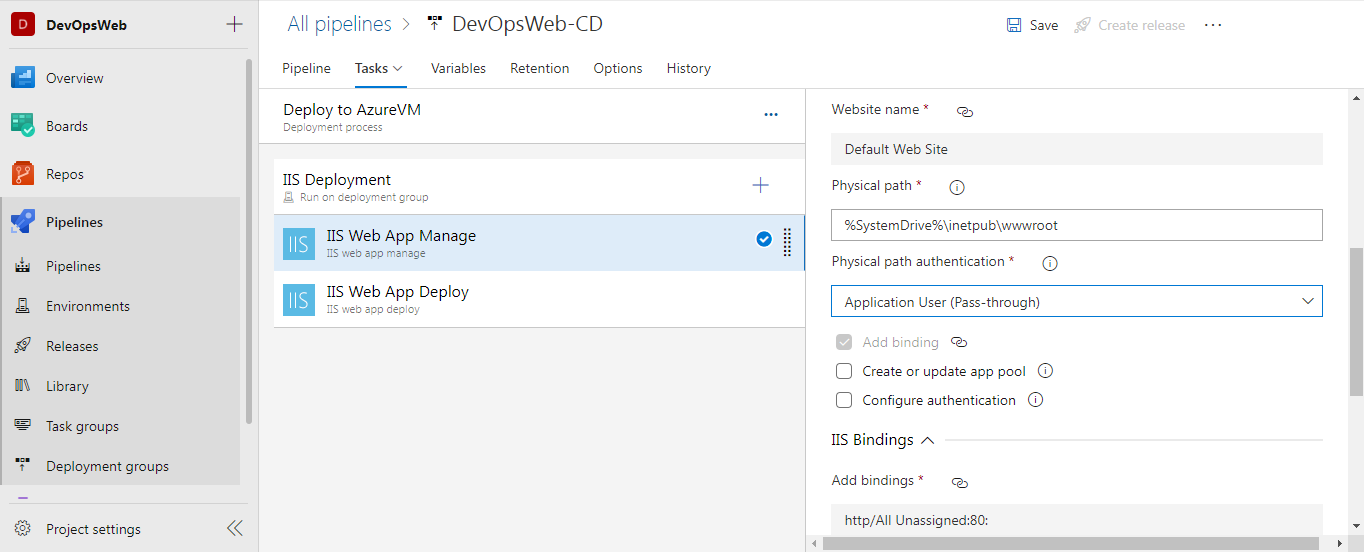 D DevOpsWeb
Overview
Boards
Repos
Pipelines
Pipelines
Environments
Releases
Library
Task groups
Deployment groups
Project settings
All pipelines > DevOpsWeb-CD
Save
Create release
Pipeline Tasks Variables Retention Options History
Deploy to AzureVM
Deployment process
IIS Deployment
Run on deployment group
IIS IIS Web App Manage
IIS web app manage
IIS IIS Web App Deploy
IIS web app deploy
Website name *
Default Web Site
Physical path *
%SystemDrive%\inetpub\wwwroot
Physical path authentication *
Application User (Pass-through)
Add binding
Create or update app pool
Configure authentication
IIS Bindings
Add bindings *
http/All Unassigned:80: